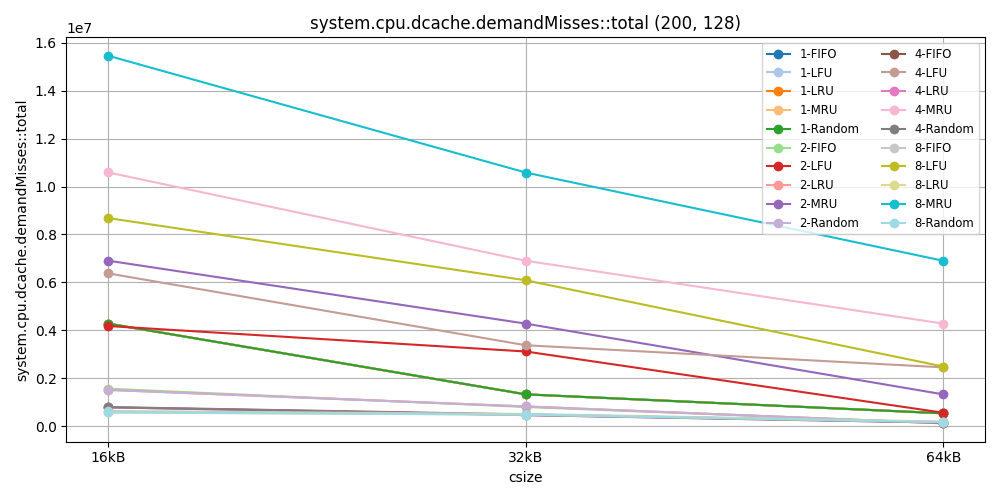 system.cpu.dcache.demandMisses::total (200, 128)
1e7
1.6
1.4
1.2
1.0
0.8
0.6
0.4
0.2
0.0
system.cpu.dcache.demandMisses::total
1-FIFO
1-LFU
1-LRU
1-MRU
1-Random
2-FIFO
2-LFU
2-LRU
2-MRU
2-Random
4-FIFO
4-LFU
4-LRU
4-MRU
4-Random
8-FIFO
8-LFU
8-LRU
8-MRU
8-Random
16kB
32kB
64kB
csize